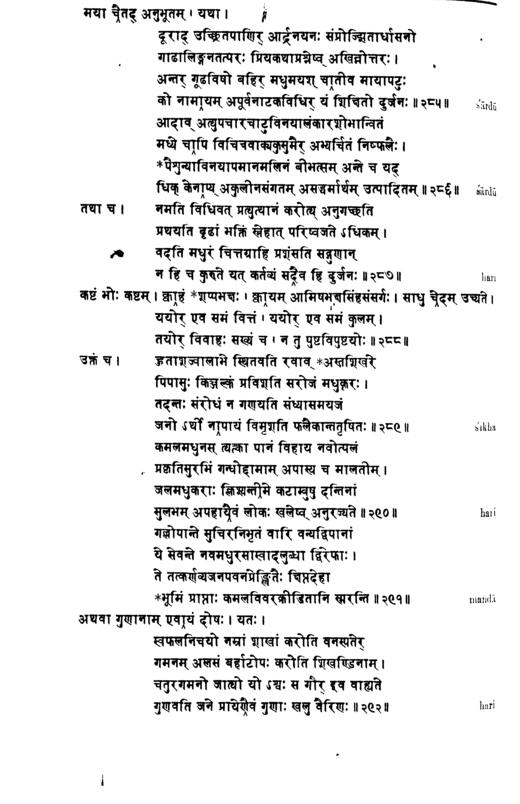 मया चैतद् अनुभूतम् । यथा ।
दूराद् उच्छ्रितपाणिर् आर्द्रनयनः संप्रोज्झितार्धासनो
गाढालिङ्गनतत्परः प्रियकथाप्रश्नेष्व् अखिन्नोत्तरः ।
अन्तर् गूढविषो बहिर् मधुमयश् चातीव मायापटुः
को नामायम् अपूर्वनाटकविधिर् यं शिक्षितो दुर्जनः ॥ २८५ ॥ śārdū
आदाव् अत्युपचारचाटुविनयालंकारशोभान्वितं
मध्ये चापि विचित्रवाक्यकुसुमैर् अभ्यर्चितं निष्फलैः ।
*पैशुन्याविनयापमानमलिनं बीभत्सम् अन्ते च यद्
धिक् केनाप्य् अकुलीनसंगतम् असद्धर्मार्थम् उत्पादितम् ॥ २८६ ॥ śārdū
तथा च । नमति विधिवत् प्रत्युत्थानं करोत्य् अनुगच्छति
प्रथयति दृढां भक्तिं स्नेहात् परिष्वजते ऽधिकम् ।
वदति मधुरं चित्तग्राहि प्रशंसति सद्गुणान्
न हि च कुरुते यत् कर्तव्यं सदैव हि दुर्जनः ॥ २८७ ॥ hari
कष्टं भोः कष्टम् । क्वाहं *शष्पभक्षः । क्वायम् आमिषभक्षसिंहसंसर्गः । साधु चेदम् उच्यते ।
ययोर् एव समं वित्तं । ययोर् एव समं कुलम् ।
तयोर् विवाहः सख्यं च । न तु पुष्टविपुष्टयोः ॥ २८८ ॥
उक्तं च । हुताशज्वालाभे स्थितवति रवाव् *अस्तशिखरे
पिपासुः किञ्जल्कं प्रविशति सरोजं मधुकरः ।
तदन्तः संरोधं न गणयति संध्यासमयजं
जनो ऽर्थी नापायं विमृशति फलैकान्ततृषितः ॥ २८९ ॥ śikha
कमलमधुनस् त्यक्त्वा पानं विहाय नवोत्पलं
प्रकृतिसुरभिं गन्धोद्दामाम् अपास्य च मालतीम् ।
जलमधुकराः क्लिश्यन्तीमे कटाम्बुषु दन्तिनां
सुलभम् अपहायैवं लोकः खलेष्व् अनुरज्यते ॥ २९० ॥ hari
गल्लोपान्ते सुचिरनिभृतं वारि वन्यद्विपानां
ये सेवन्ते नवमधुरसास्वादलुब्धा द्विरेफाः ।
ते तत्कर्णव्यजनपवनप्रेङ्खितैः क्षिप्तदेहा
*भूमिं प्राप्ताः कमलविवरक्रीडितानि स्मरन्ति ॥ २९१ ॥ mandā
अथवा गुणानाम् एवायं दोषः । यतः ।
स्वफलनिचयो नम्रां शाखां करोति वनस्पतेर्
गमनम् अलसं बर्हाटोपः करोति शिखण्डिनाम् ।
चतुरगमनो जात्यो यो ऽश्वः स गौर् इव वाह्यते
गुणवति जने प्रायेणैवं गुणाः खलु वैरिणः ॥ २९२ ॥ hari